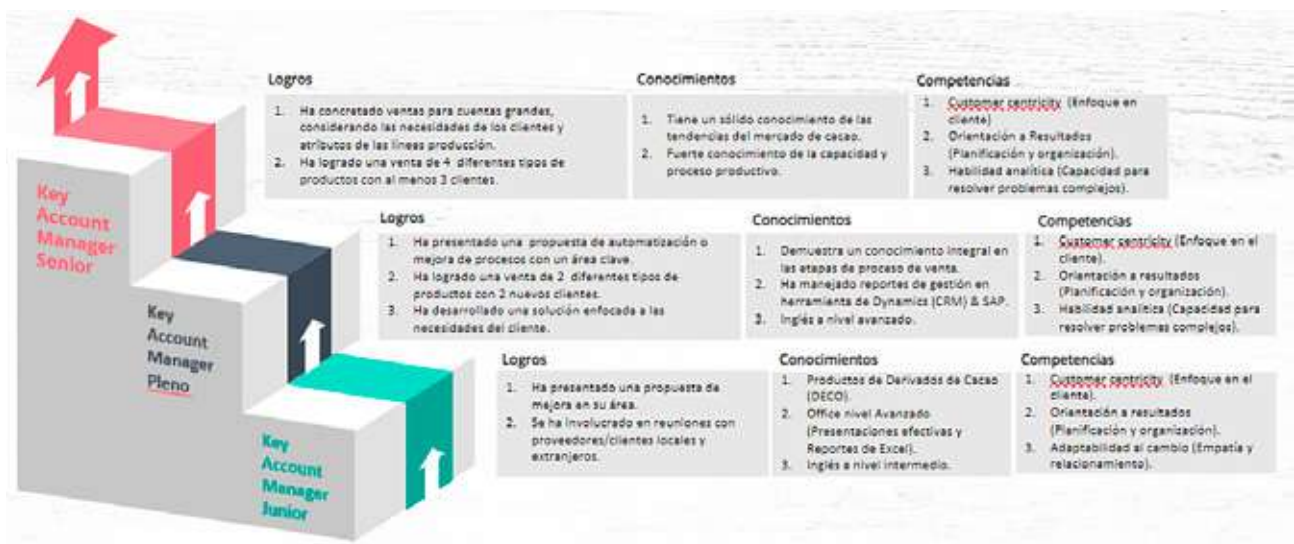 Logros
1. Ha concretado ventas para cuentas grandes,
considerando las necesidades de los clientes y
atributos de las líneas producción.
2. Ha logrado una venta de 4 diferentes tipos de
productos con al menos 3 clientes.
Conocimientos
1. Tiene un sólido conocimiento de las
tendencias del mercado de cacao.
2. Fuerte conocimiento de la capacidad y
proceso productivo.
Competencias
1. Customer centricity (Enfoque en
cliente)
2. Orientación a Resultados
(Planificación y organización).
3. Habilidad analítica (Capacidad para
resolver problemas complejos).
Key
Account
Manager
Senior
Logros
1. Ha presentado una propuesta de automatización o
mejora de procesos con un área clave.
2. Ha logrado una venta de 2 diferentes tipos de
productos con 2 nuevos clientes.
3. Ha desarrollado una solución enfocada a las
necesidades del cliente.
Conocimientos
1. Demuestra un conocimiento integral en
las etapas de proceso de venta.
2. Ha manejado reportes de gestión en
herramienta de Dynamics (CRM) & SAP.
3. Inglés a nivel avanzado.
Competencias
1. Customer centricity (Enfoque en el
cliente).
2. Orientación a resultados
(Planificación y organización).
3. Habilidad analítica (Capacidad para
resolver problemas complejos).
Key
Account
Manager
Pleno
Logros
1. Ha presentado una propuesta de
mejora en su área.
2. Se ha Involucrado en reuniones con
proveedores/clientes locales y
extranjeros.
Conocimientos
1. Productos de Derivados de Cacao
(DECO).
2. Office nivel Avanzado
(Presentaciones efectivas y
Reportes de Excel).
3. Inglés a nivel intermedio.
Competencias
1. Customer centricity (Enfoque en el
cliente).
2. Orientación a resultados
(Planificación y organización).
3. Adaptabilidad al cambio (Empatía y
relacionamiento).
Key
Account
Manager
Junior